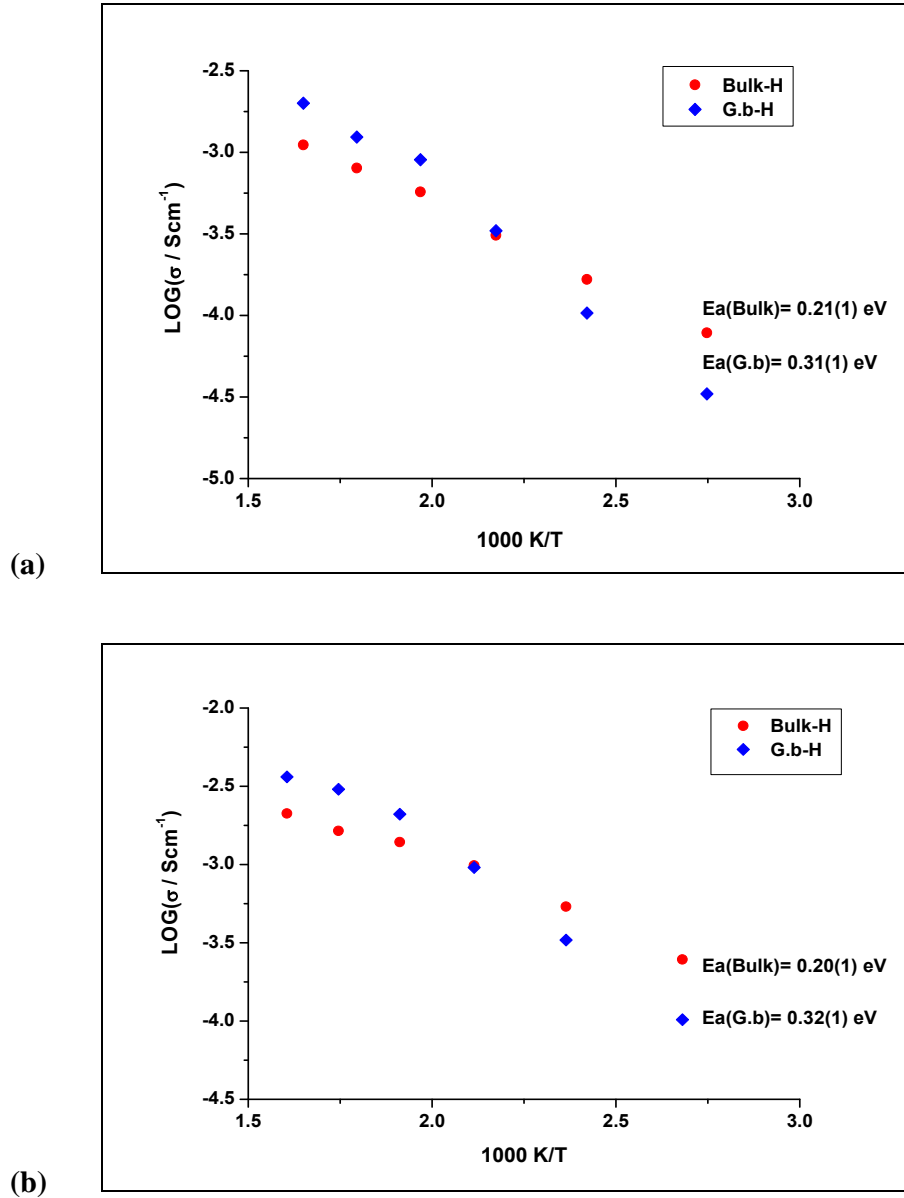 Bulk-H
G.b-H
-2.5
-3.0
-3.5
-4.0
-4.5
-5.0
LOG(σ / Scm⁻¹)
Ea(Bulk)= 0.21(1) eV
Ea(G.b)= 0.31(1) eV
1.5 2.0 2.5 3.0
1000 K/T
(a)
Bulk-H
G.b-H
-2.0
-2.5
-3.0
-3.5
-4.0
-4.5
LOG(σ / Scm⁻¹)
Ea(Bulk)= 0.20(1) eV
Ea(G.b)= 0.32(1) eV
1.5 2.0 2.5 3.0
1000 K/T
(b)